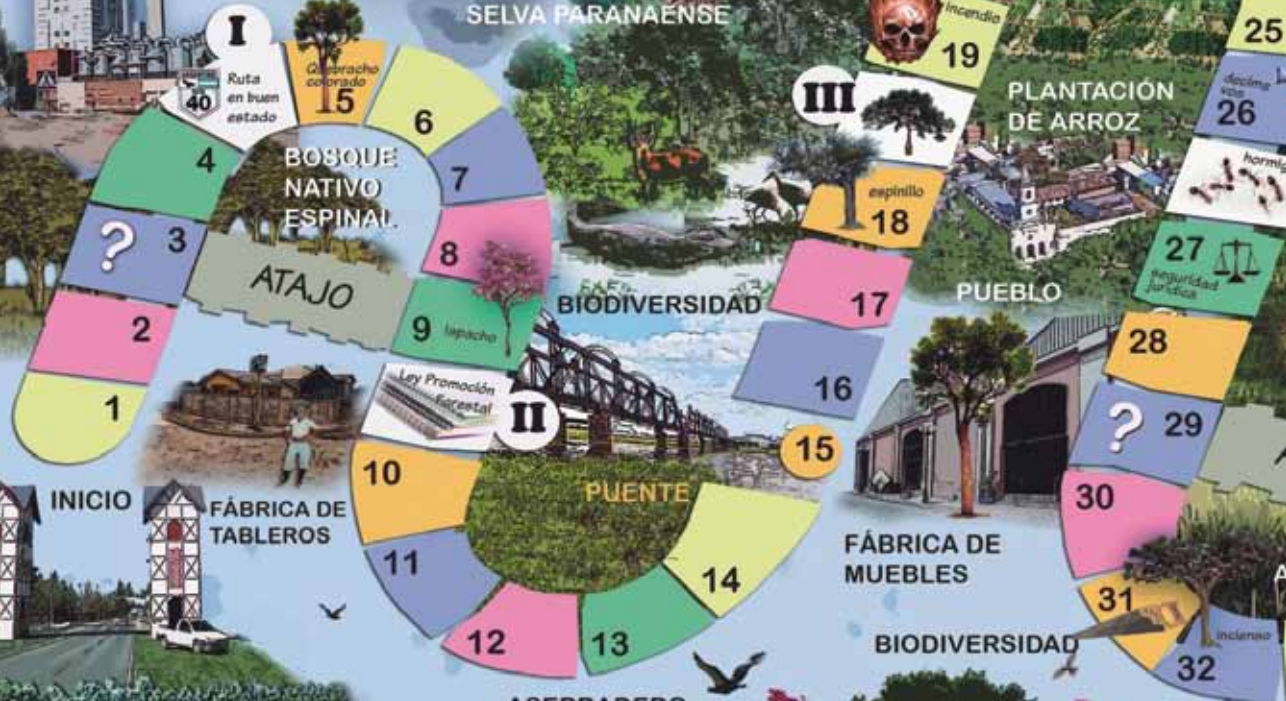 SELVA PARANAENSE
I
Ruta
en buen
estado
40
Quebracho
colorado
5
6
7
4
BOSQUE
NATIVO
ESPINAL
? 3
8
ATAJO
2
9 lapacho
1
Ley Promoción
forestal
II
INICIO
FÁBRICA DE
TABLEROS
10
11
12
13
14
PUENTE
15
BIODIVERSIDAD
16
17
espinillo
18
III
incendio
19
PLANTACIÓN
DE ARROZ
PUEBLO
25
26
27
seguridad
jurídica
28
? 29
30
31
incienso
32
FÁBRICA DE
MUEBLES
BIODIVERSIDAD
ASERRADERO